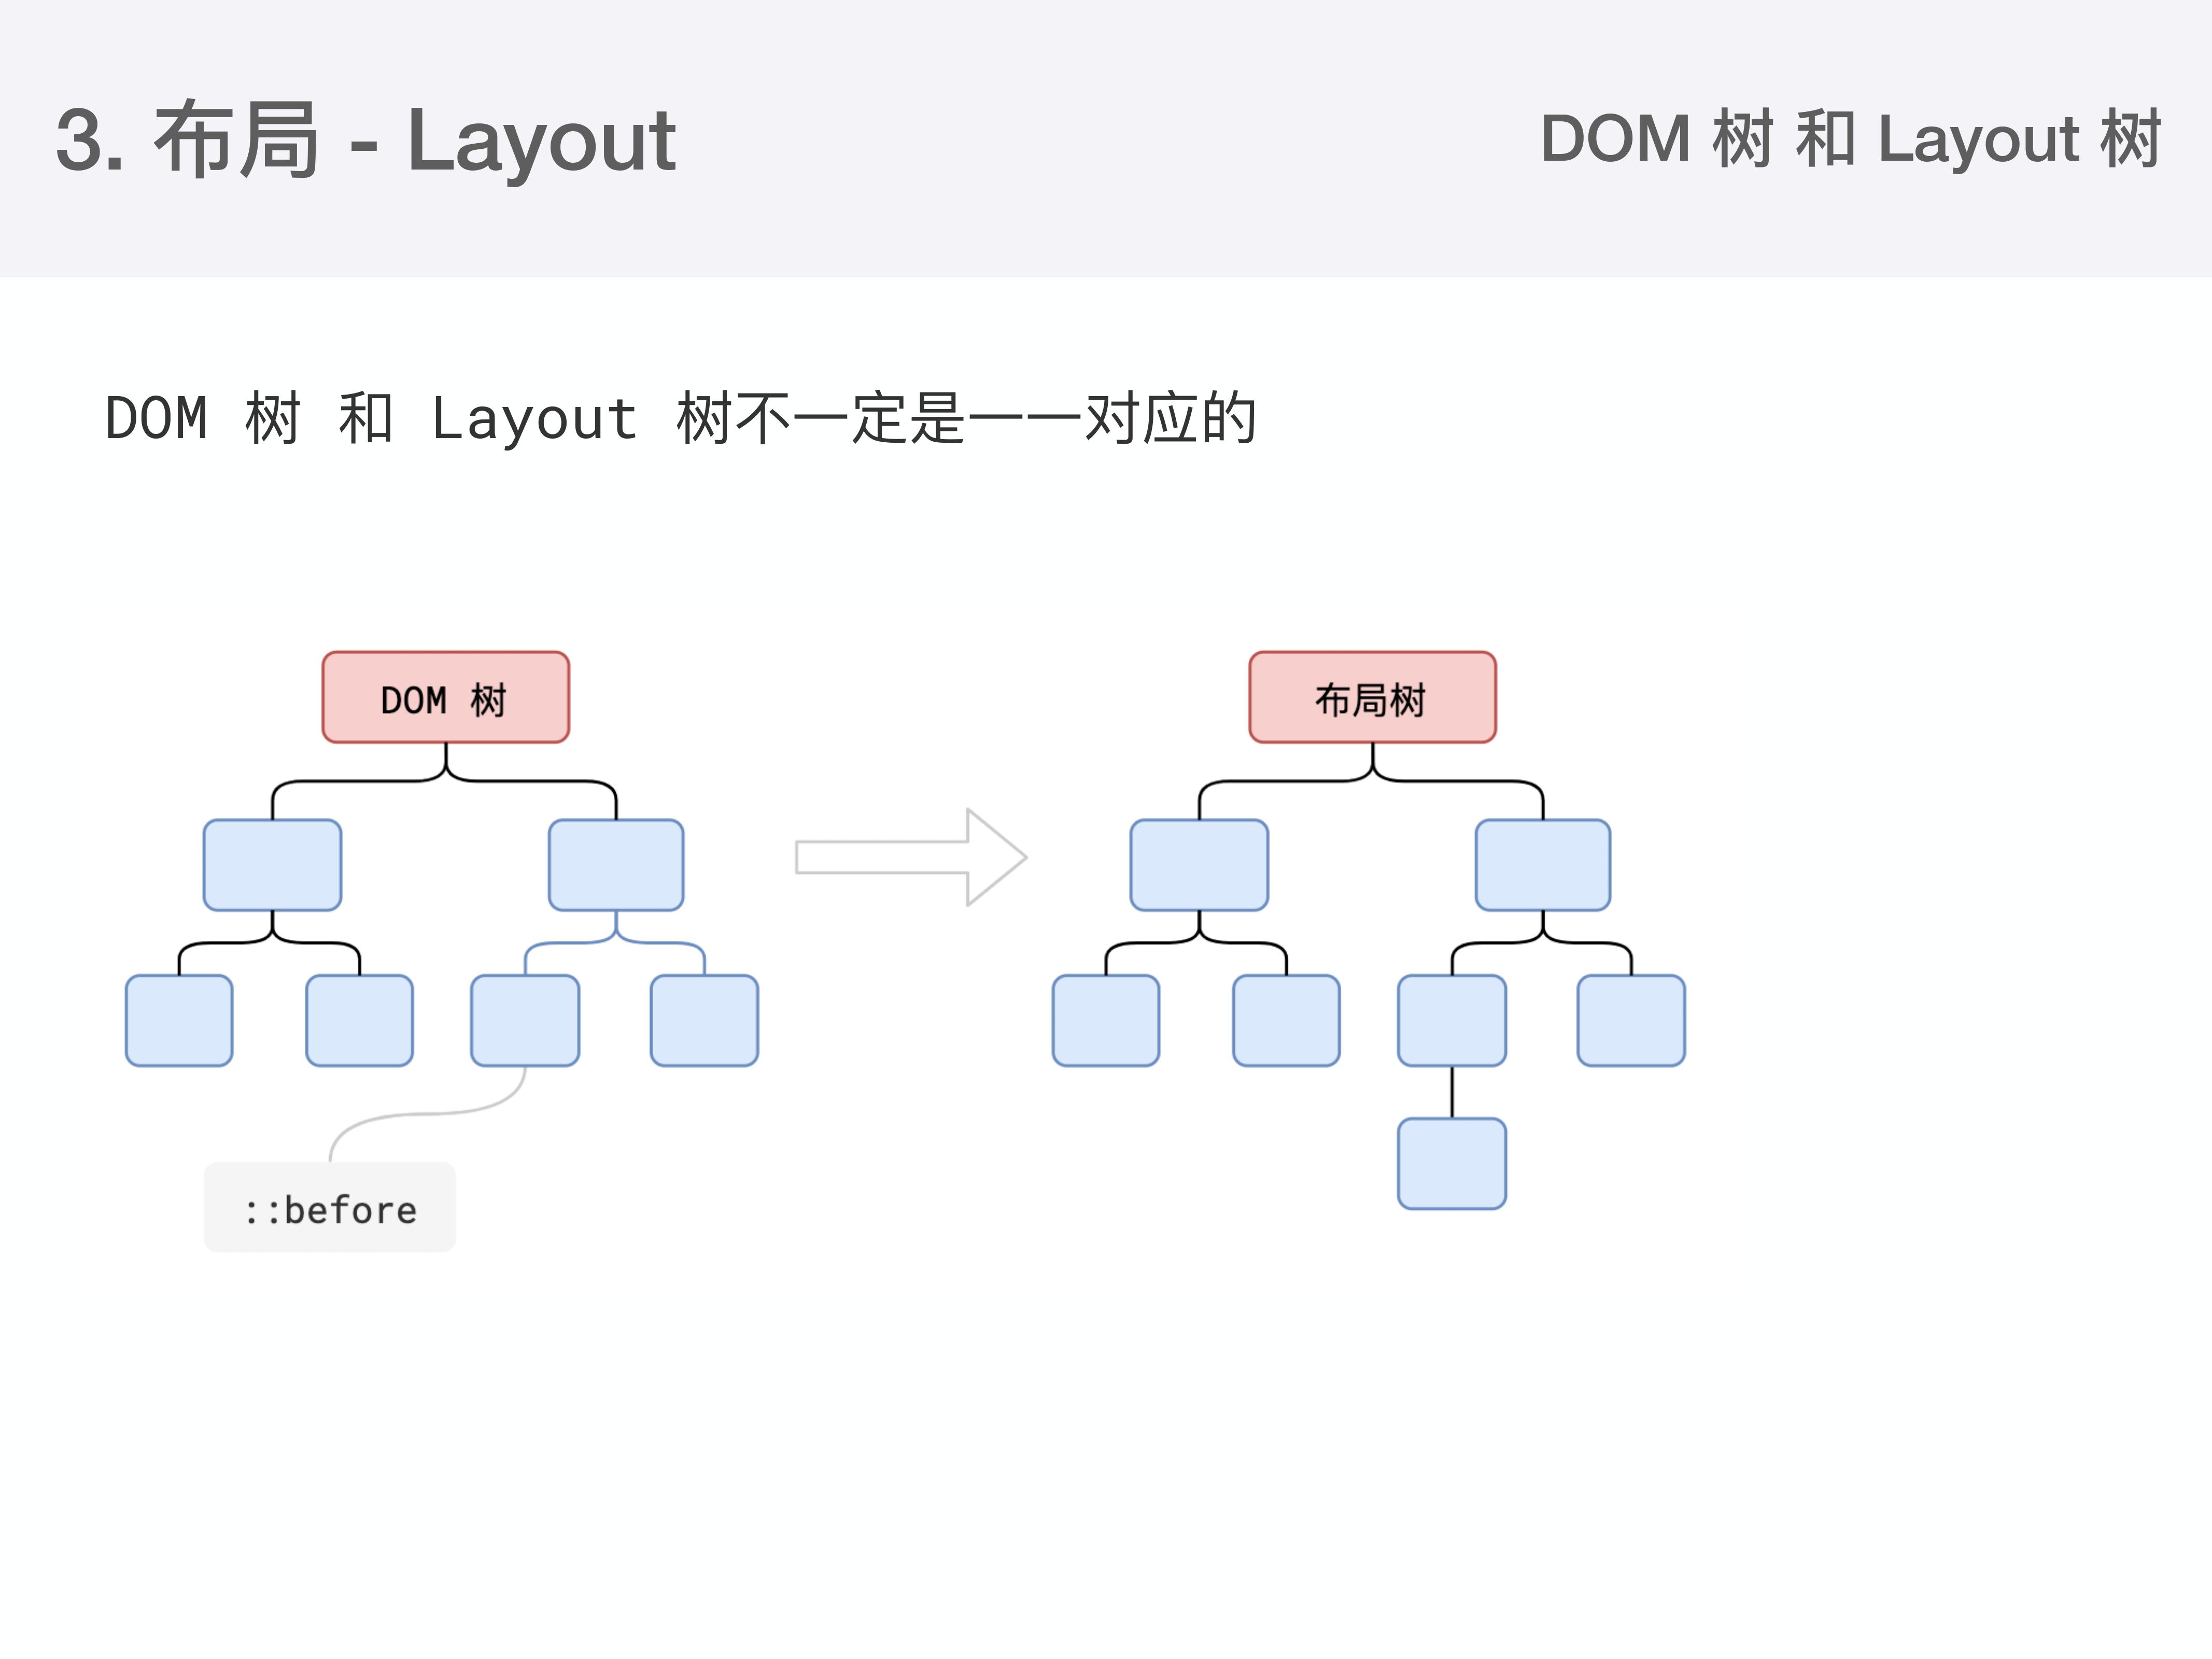 3. 布局 - Layout
DOM 树 和 Layout 树
DOM 树 和 Layout 树不一定是一一对应的
DOM 树
布局树
::before